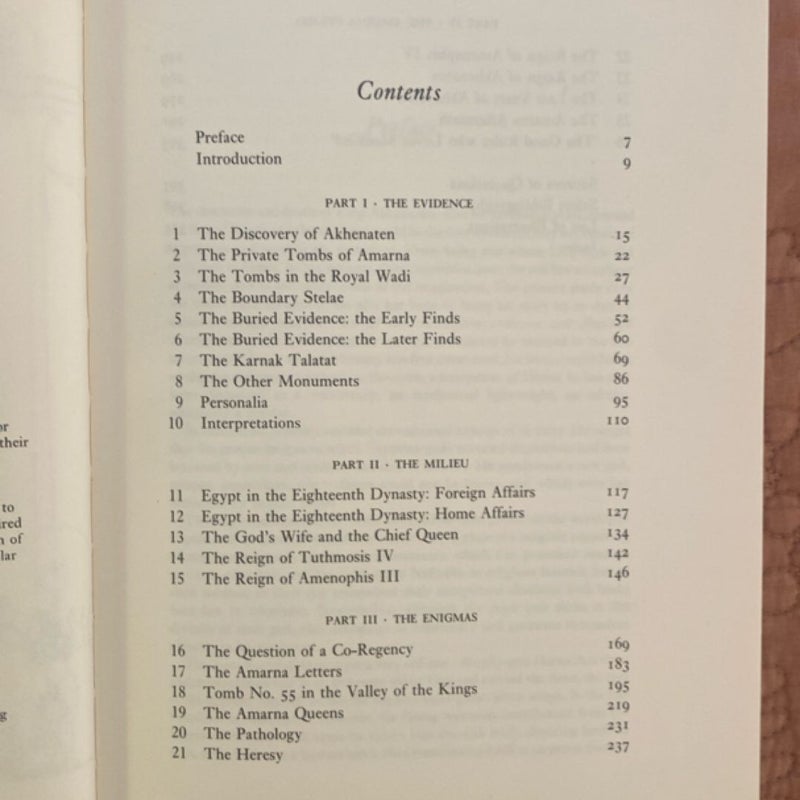 Contents
Preface 7
Introduction 9
PART I · THE EVIDENCE
1 The Discovery of Akhenaten 15
2 The Private Tombs of Amarna 22
3 The Tombs in the Royal Wadi 27
4 The Boundary Stelae 44
5 The Buried Evidence: the Early Finds 52
6 The Buried Evidence: the Later Finds 60
7 The Karnak Talatat 69
8 The Other Monuments 86
9 Personalia 95
10 Interpretations 110
PART II · THE MILIEU
11 Egypt in the Eighteenth Dynasty: Foreign Affairs 117
12 Egypt in the Eighteenth Dynasty: Home Affairs 127
13 The God's Wife and the Chief Queen 134
14 The Reign of Tuthmosis IV 142
15 The Reign of Amenophis III 146
PART III · THE ENIGMAS
16 The Question of a Co-Regency 169
17 The Amarna Letters 183
18 Tomb No. 55 in the Valley of the Kings 195
19 The Amarna Queens 219
20 The Pathology 231
21 The Heresy 237
their
to
of